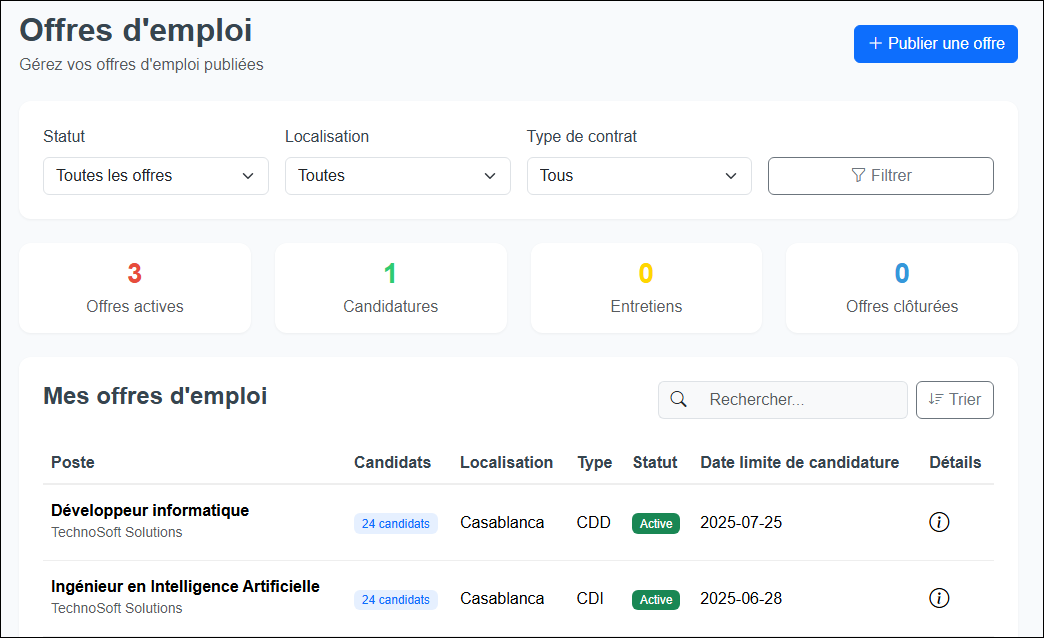 Offres d'emploi
Gérez vos offres d'emploi publiées
+ Publier une offre
Statut Localisation Type de contrat
Toutes les offres Toutes Tous Filtrer
3 1 0 0
Offres actives Candidatures Entretiens Offres clôturées
Mes offres d'emploi Rechercher... Trier
Poste Candidats Localisation Type Statut Date limite de candidature Détails
Développeur informatique
TechnoSoft Solutions
24 candidats Casablanca CDD Active 2025-07-25
Ingénieur en Intelligence Artificielle
TechnoSoft Solutions
24 candidats Casablanca CDI Active 2025-06-28